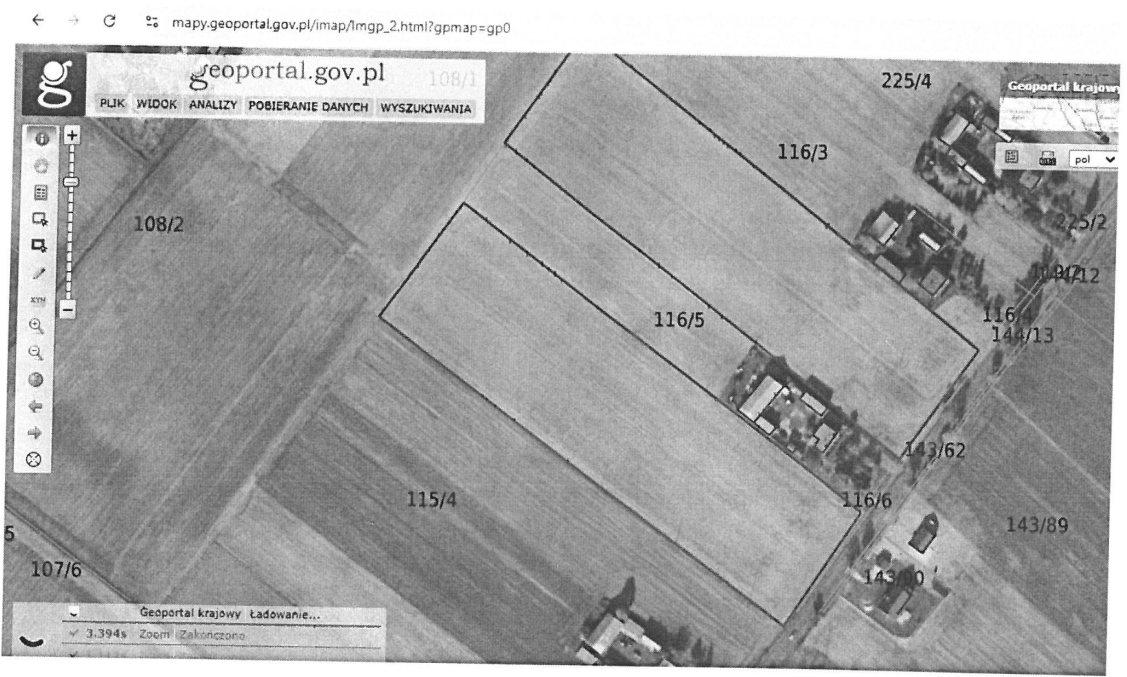 mapy.geoportal.gov.pl/imap/Imgp_2.html?gpmap=gp0
geoportal.gov.pl
108/1
PLIK WIDOK ANALIZY POBIERANIE DANYCH WYSZUKIWANIA
225/4
Geoportal krajowy
pol
116/3
108/2
225/2
XYH
116/4
116/5
144/13
143/62
115/4
116/6
143/89
5
107/6
Geoportal krajowy Ładowanie...
3.394s Zoom Zakończono